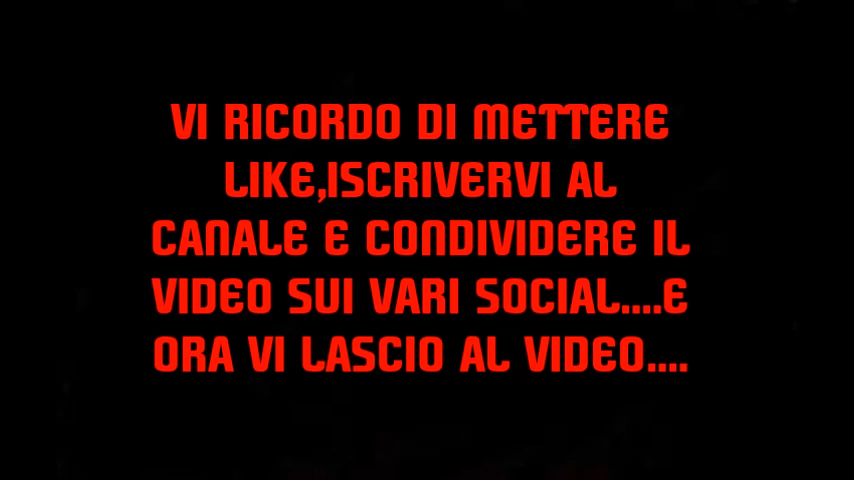 VI RICORDO DI METTERE
LIKE,ISCRIVERVI AL
CANALE E CONDIVIDERE IL
VIDEO SUI VARI SOCIAL....E
ORA VI LASCIO AL VIDEO....